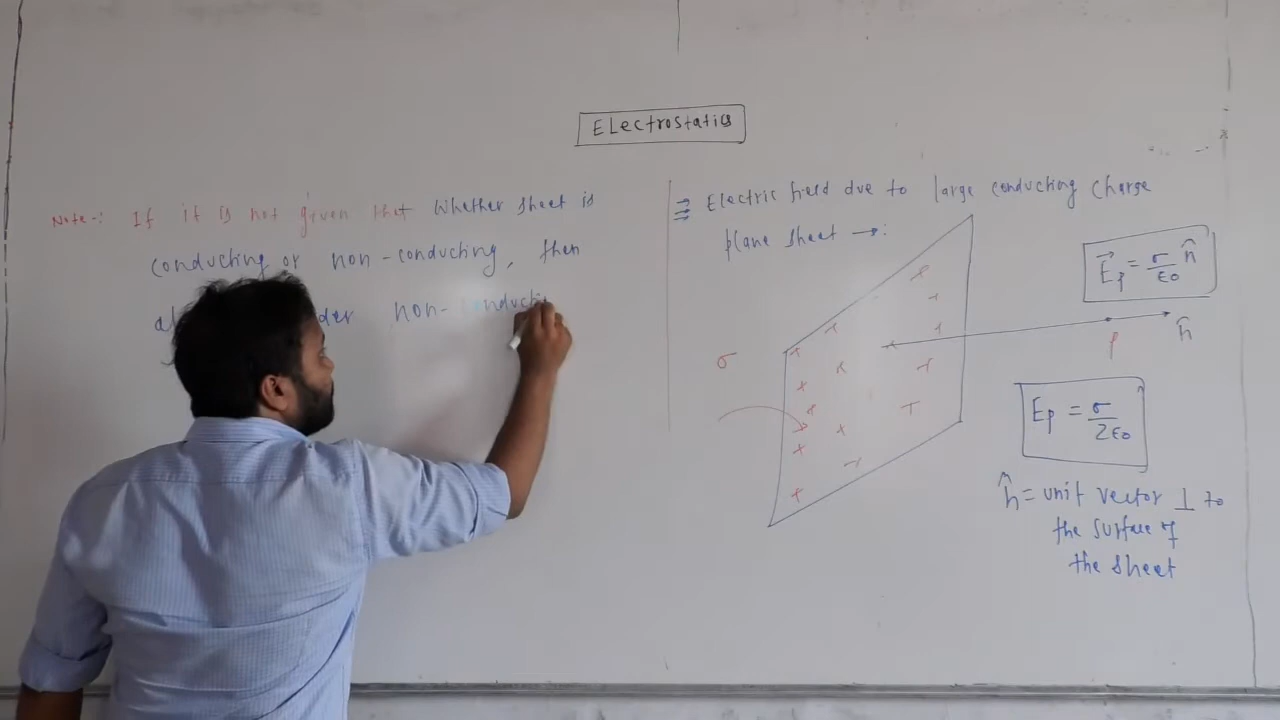 Electrostatics
Note-: If it is not given that whether sheet is
conducting or non-conducting, then
non-
⇒ Electric field due to large conducting charge
plane sheet →:
E⃗p = σ/ε₀ n̂
σ
P
n̂
Ep = σ/2ε₀
n̂ = unit vector ⊥ to
the surface of
the sheet